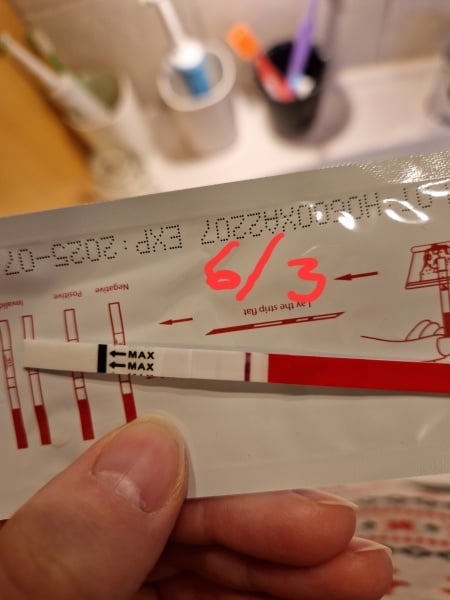 EXP:2025-07
6/3
Lay the strip flat
Negative
Positive
Invalid
MAX
MAX